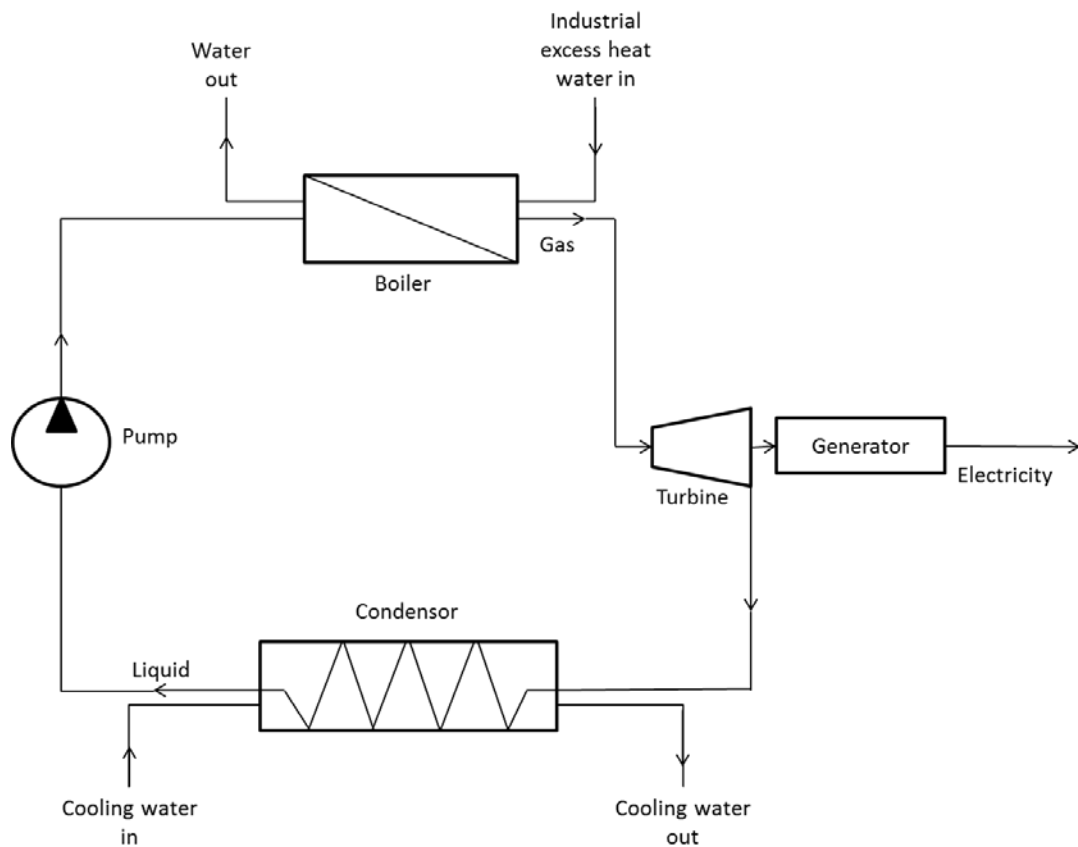 Water
out
Industrial
excess heat
water in
Gas
Boiler
Pump
Generator
Turbine
Electricity
Condensor
Liquid
Cooling water
in
Cooling water
out